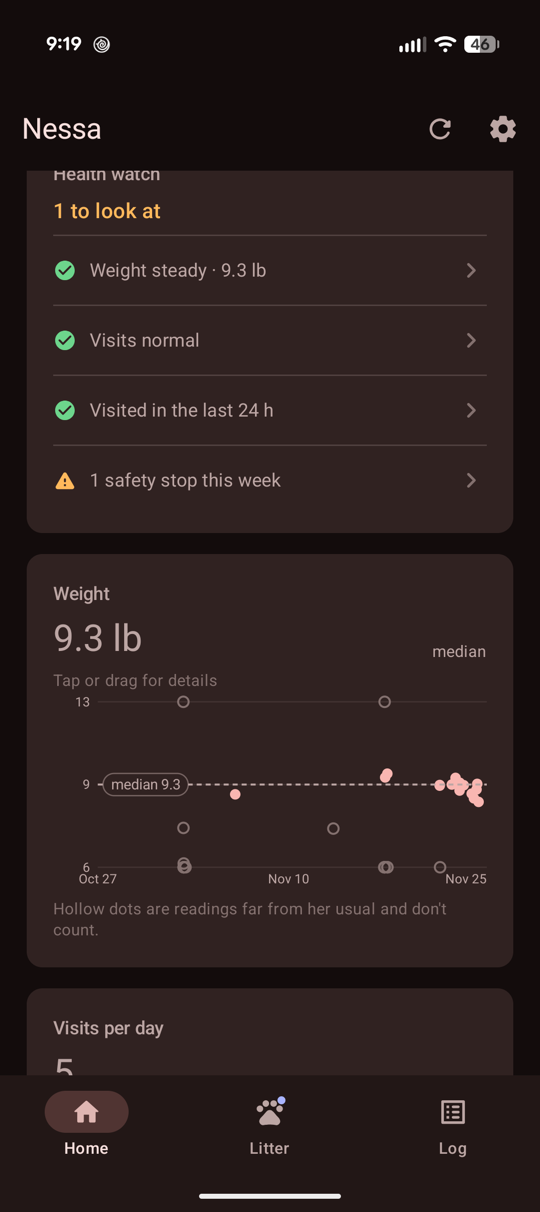 9:19
46
Nessa
Health watch
1 to look at
Weight steady · 9.3 lb
Visits normal
Visited in the last 24 h
1 safety stop this week
Weight
9.3 lb
median
Tap or drag for details
13
9
median 9.3
6
Oct 27
Nov 10
Nov 25
Hollow dots are readings far from her usual and don't
count.
Visits per day
5
Home
Litter
Log